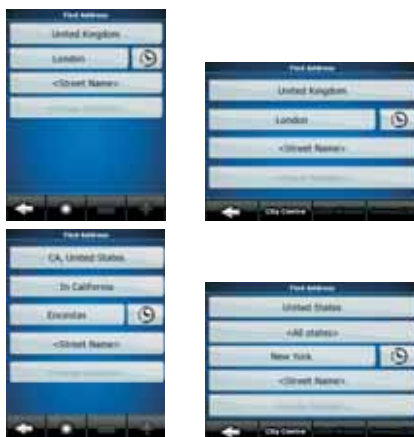 Find Address
United Kingdom
London
<Street Name>
Find Address
United Kingdom
London
<Street Name>
City Centre
Find Address
CA, United States
In California
Encinitas
<Street Name>
Find Address
United States
<All states>
New York
<Street Name>
City Centre